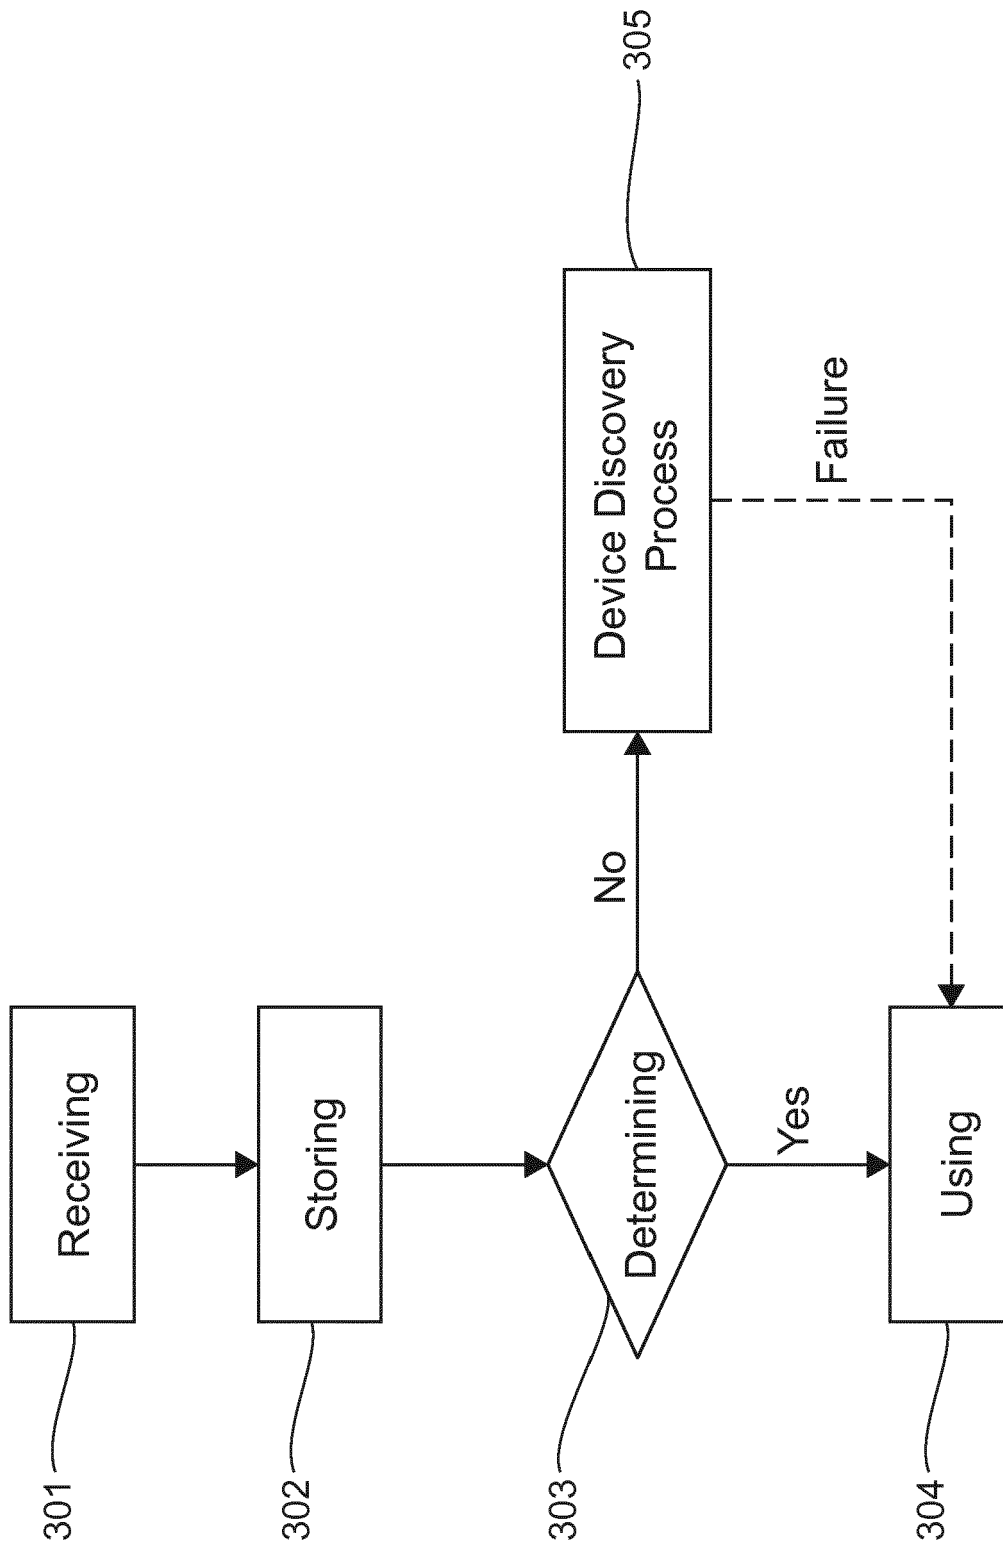 301
Receiving
302
Storing
303
Determining
No
Device Discovery
Process
305
Yes
Failure
304
Using